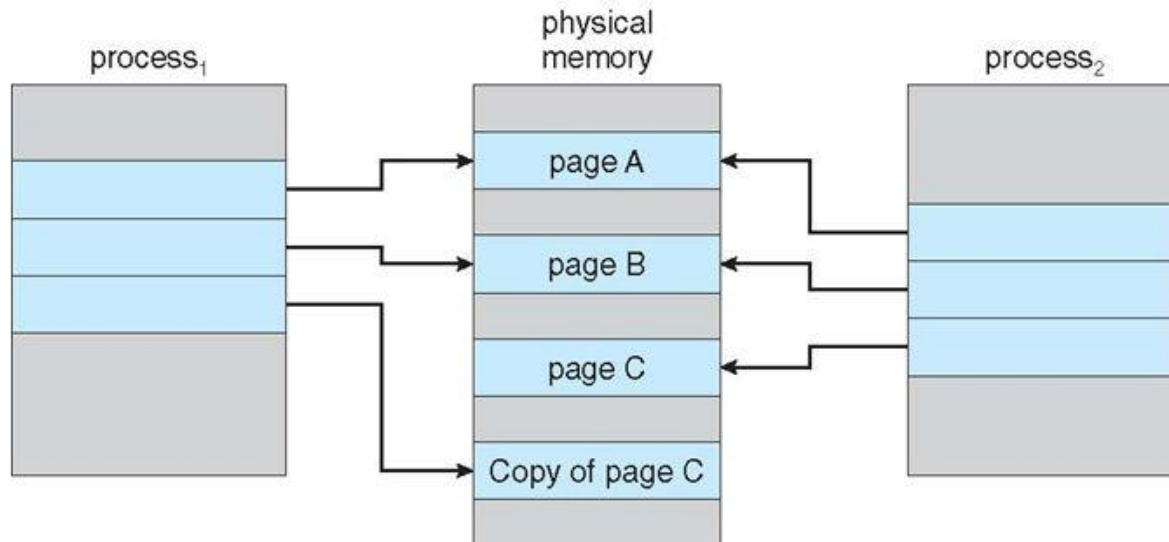 process₁
physical
memory
process₂
page A
page B
page C
Copy of page C